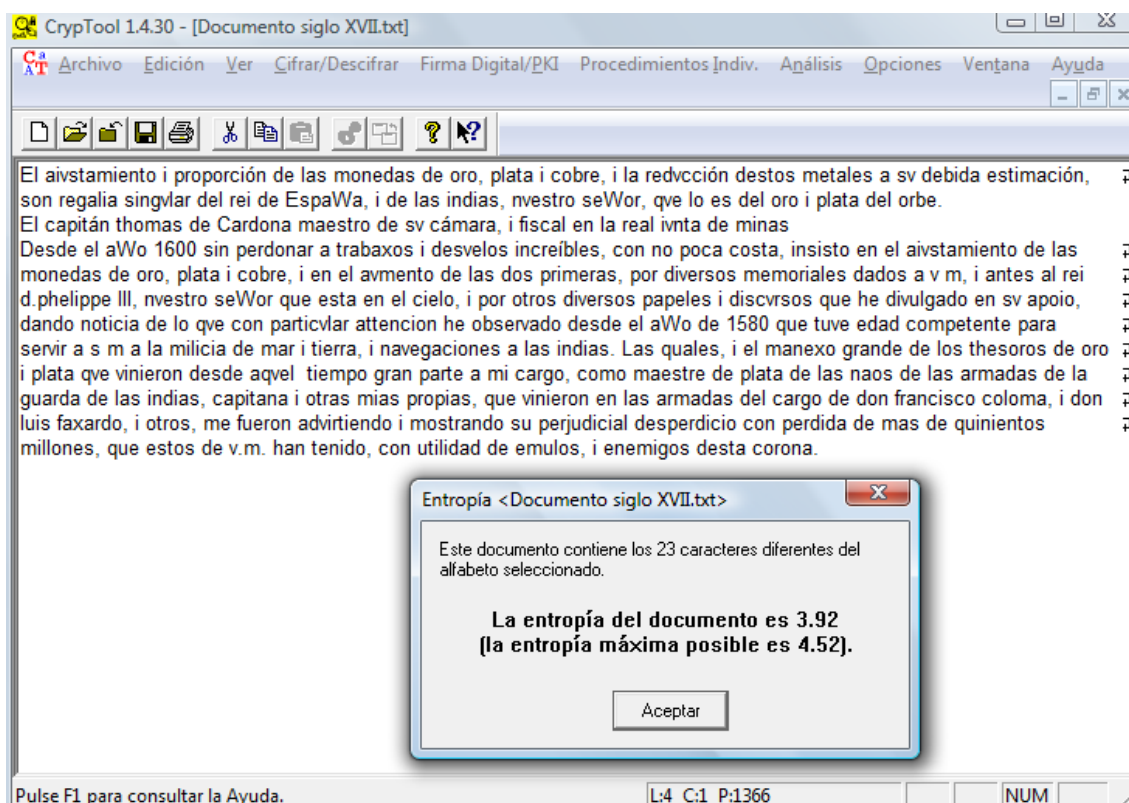 CrypTool 1.4.30 - [Documento siglo XVII.txt]
Archivo Edición Ver Cifrar/Descifrar Firma Digital/PKI Procedimientos Indiv. Análisis Opciones Ventana Ayuda
El aivstamiento i proporción de las monedas de oro, plata i cobre, i la redvcción destos metales a sv debida estimación,
son regalia singvlar del rei de EspaWa, i de las indias, nvestro seWor, qve lo es del oro i plata del orbe.
El capitán thomas de Cardona maestro de sv cámara, i fiscal en la real ivnta de minas
Desde el aWo 1600 sin perdonar a trabaxos i desvelos increíbles, con no poca costa, insisto en el aivstamiento de las
monedas de oro, plata i cobre, i en el avmento de las dos primeras, por diversos memoriales dados a v m, i antes al rei
d.phelippe III, nvestro seWor que esta en el cielo, i por otros diversos papeles i discvrsos que he divulgado en sv apoio,
dando noticia de lo qve con particvlar attencion he observado desde el aWo de 1580 que tuve edad competente para
servir a s m a la milicia de mar i tierra, i navegaciones a las indias. Las quales, i el manexo grande de los thesoros de oro
i plata qve vinieron desde aqvel tiempo gran parte a mi cargo, como maestre de plata de las naos de las armadas de la
guarda de las indias, capitana i otras mias propias, que vinieron en las armadas del cargo de don francisco coloma, i don
luis faxardo, i otros, me fueron advirtiendo i mostrando su perjudicial desperdicio con perdida de mas de quinientos
millones, que estos de v.m. han tenido, con utilidad de emulos, i enemigos desta corona.
Entropía <Documento siglo XVII.txt>
Este documento contiene los 23 caracteres diferentes del
alfabeto seleccionado.
La entropía del documento es 3.92
(la entropía máxima posible es 4.52).
Aceptar
Pulse F1 para consultar la Ayuda. L:4 C:1 P:1366 NUM